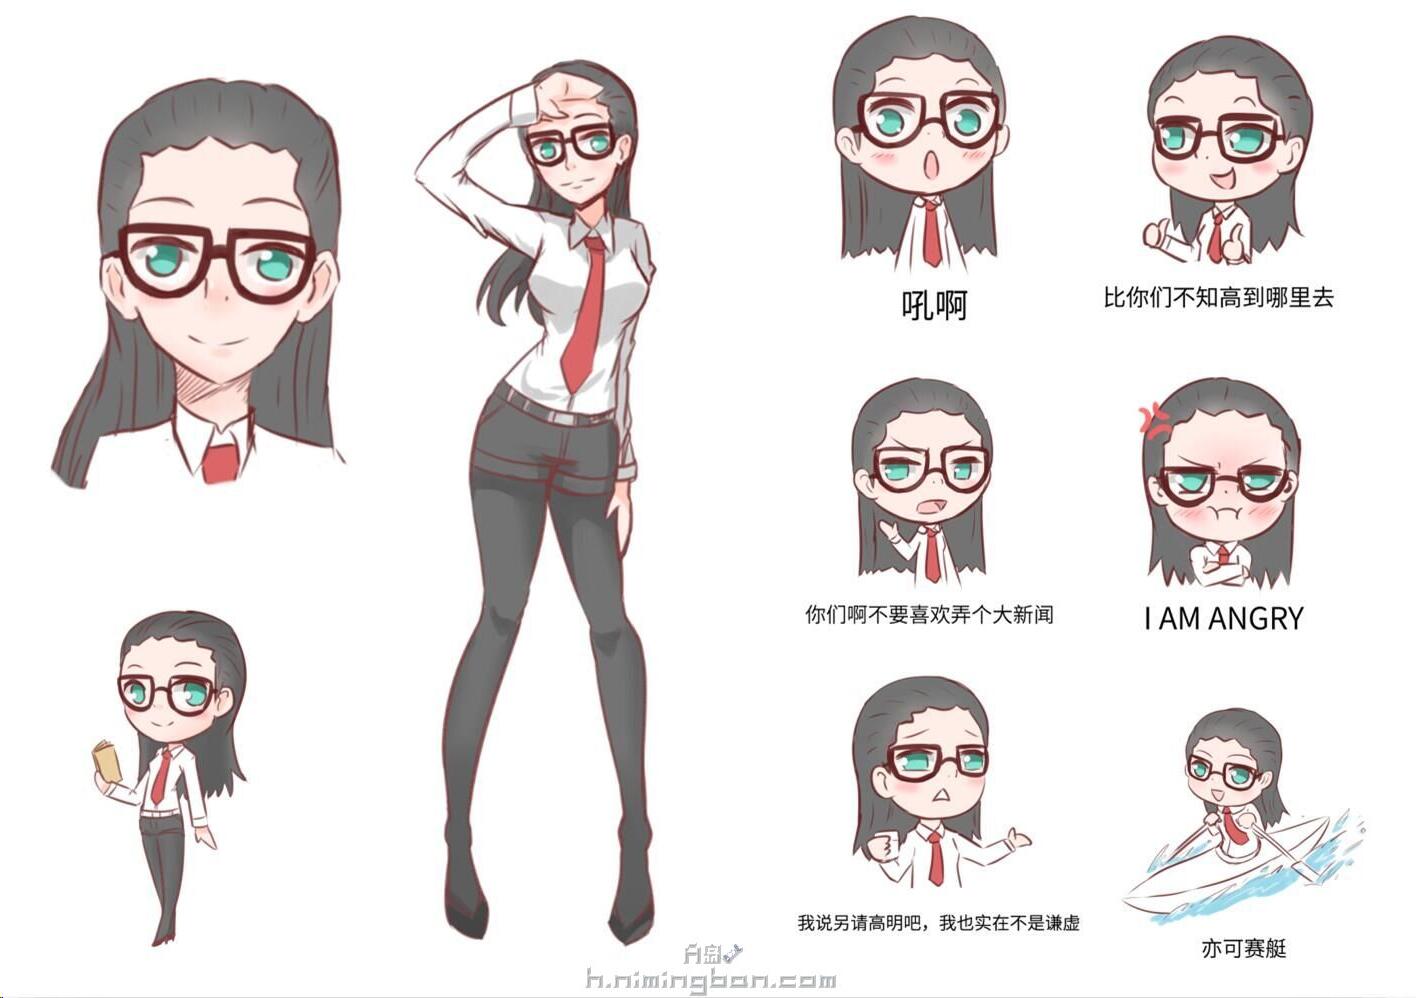 吼啊
比你们不知高到哪里去
你们啊不要喜欢弄个大新闻
I AM ANGRY
我说另请高明吧，我也实在不是谦虚
亦可赛艇
A岛
h.nimingban.com